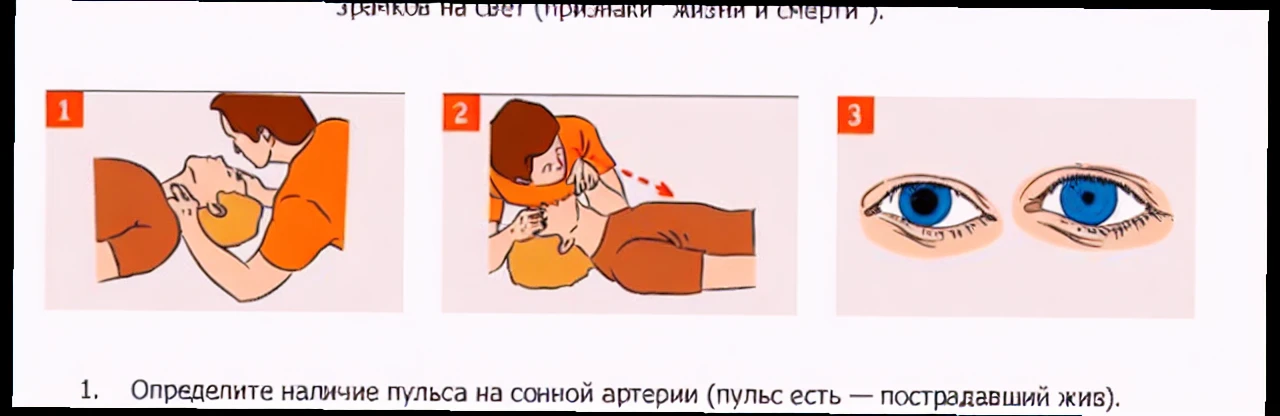 зрачков на свет (признаки "жизни и смерти").
1 2 3
1. Определите наличие пульса на сонной артерии (пульс есть — пострадавший жив).